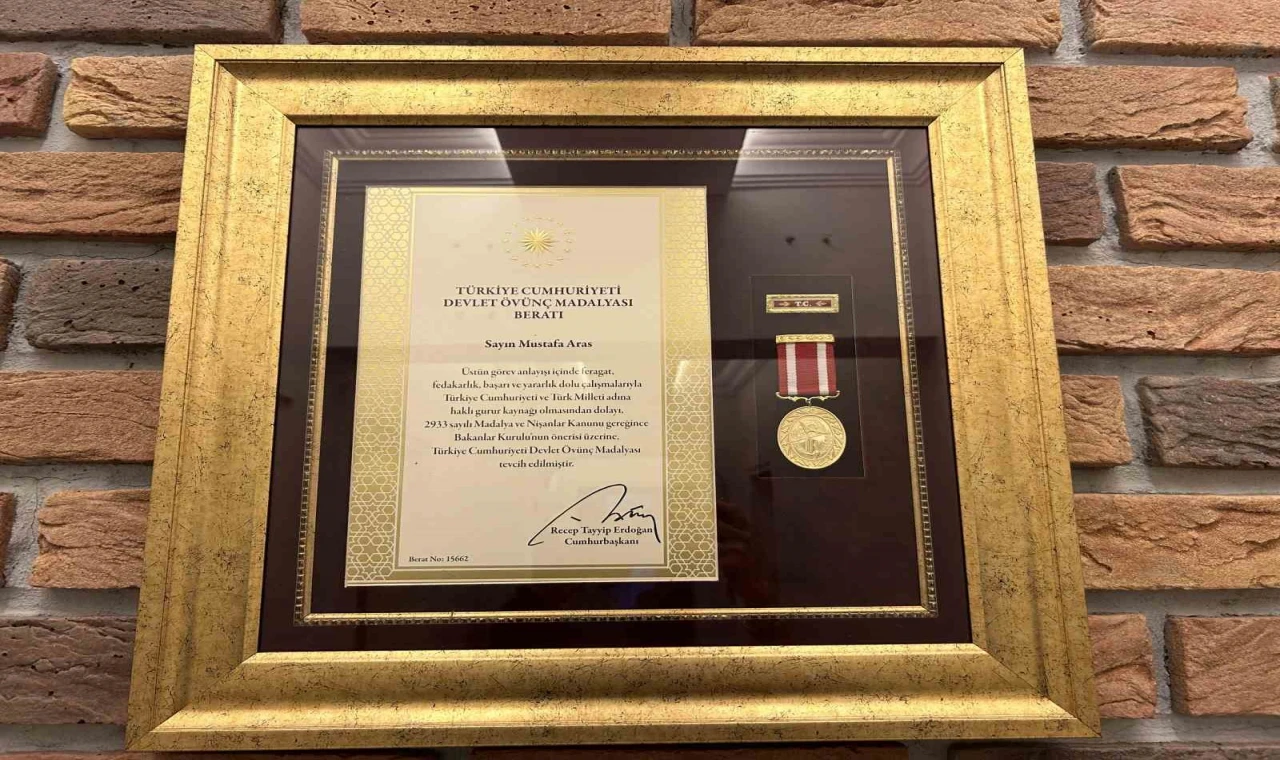 TÜRKİYE CUMHURİYETİ
DEVLET ÖVÜNÇ MADALYASI
BERATI
Sayın Mustafa Aras
Üstün görev anlayışı içinde feragat,
fedakarlık, başarı ve yararlık dolu çalışmalarıyla
Türkiye Cumhuriyeti ve Türk Milleti adına
haklı gurur kaynağı olmasından dolayı,
2933 sayılı Madalya ve Nişanlar Kanunu gereğince
Bakanlar Kurulu'nun önerisi üzerine,
Türkiye Cumhuriyeti Devlet Övünç Madalyası
tevcih edilmiştir.
Recep Tayyip Erdoğan
Cumhurbaşkanı
Berat No: 15662
T.C.